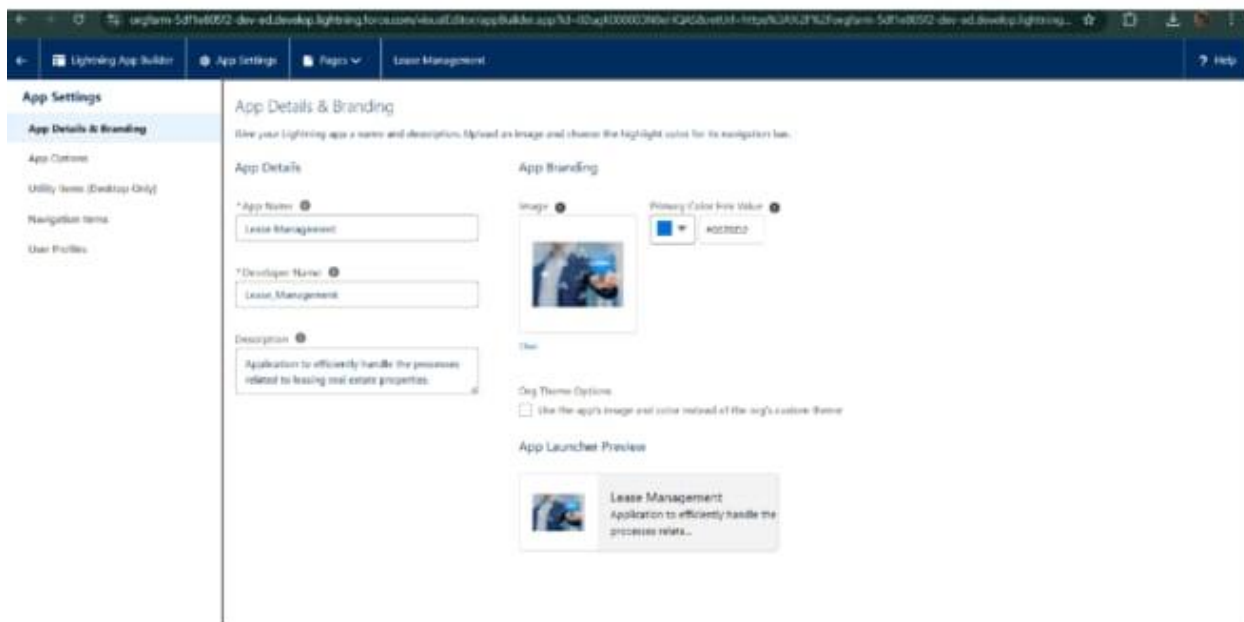 Lightning App Builder
App Settings
Pages
Lease Management
? Help
App Settings
App Details & Branding
App Options
Utility Items (Desktop Only)
Navigation Items
User Profiles
App Details & Branding
Give your Lightning app a name and description. Upload an image and choose the highlight color for its navigation bar.
App Details
App Branding
*App Name
Lease Management
*Developer Name
Lease_Management
Description
Application to efficiently handle the processes
related to leasing real estate properties.
Image
Primary Color Hex Value
Org Theme Options
Use the app's image and color instead of the org's custom theme
App Launcher Preview
Lease Management
Application to efficiently handle the
processes relate...